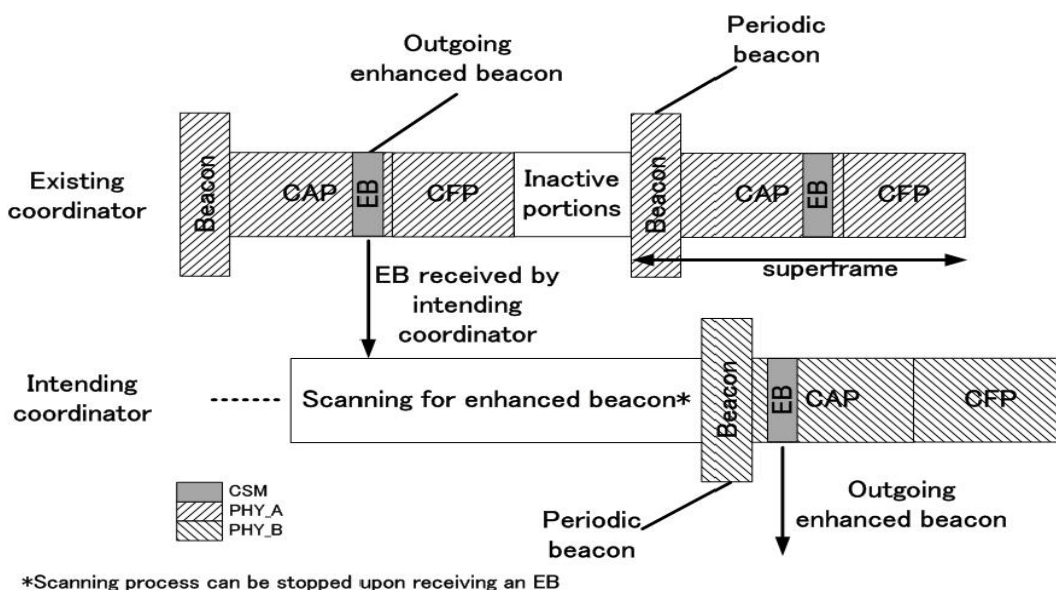 Outgoing
enhanced beacon
Periodic
beacon
Existing
coordinator
Beacon
CAP
EB
CFP
Inactive
portions
Beacon
CAP
EB
CFP
superframe
EB received by
intending
coordinator
Intending
coordinator
Scanning for enhanced beacon*
Beacon
EB
CAP
CFP
CSM
PHY_A
PHY_B
Periodic
beacon
Outgoing
enhanced beacon
*Scanning process can be stopped upon receiving an EB